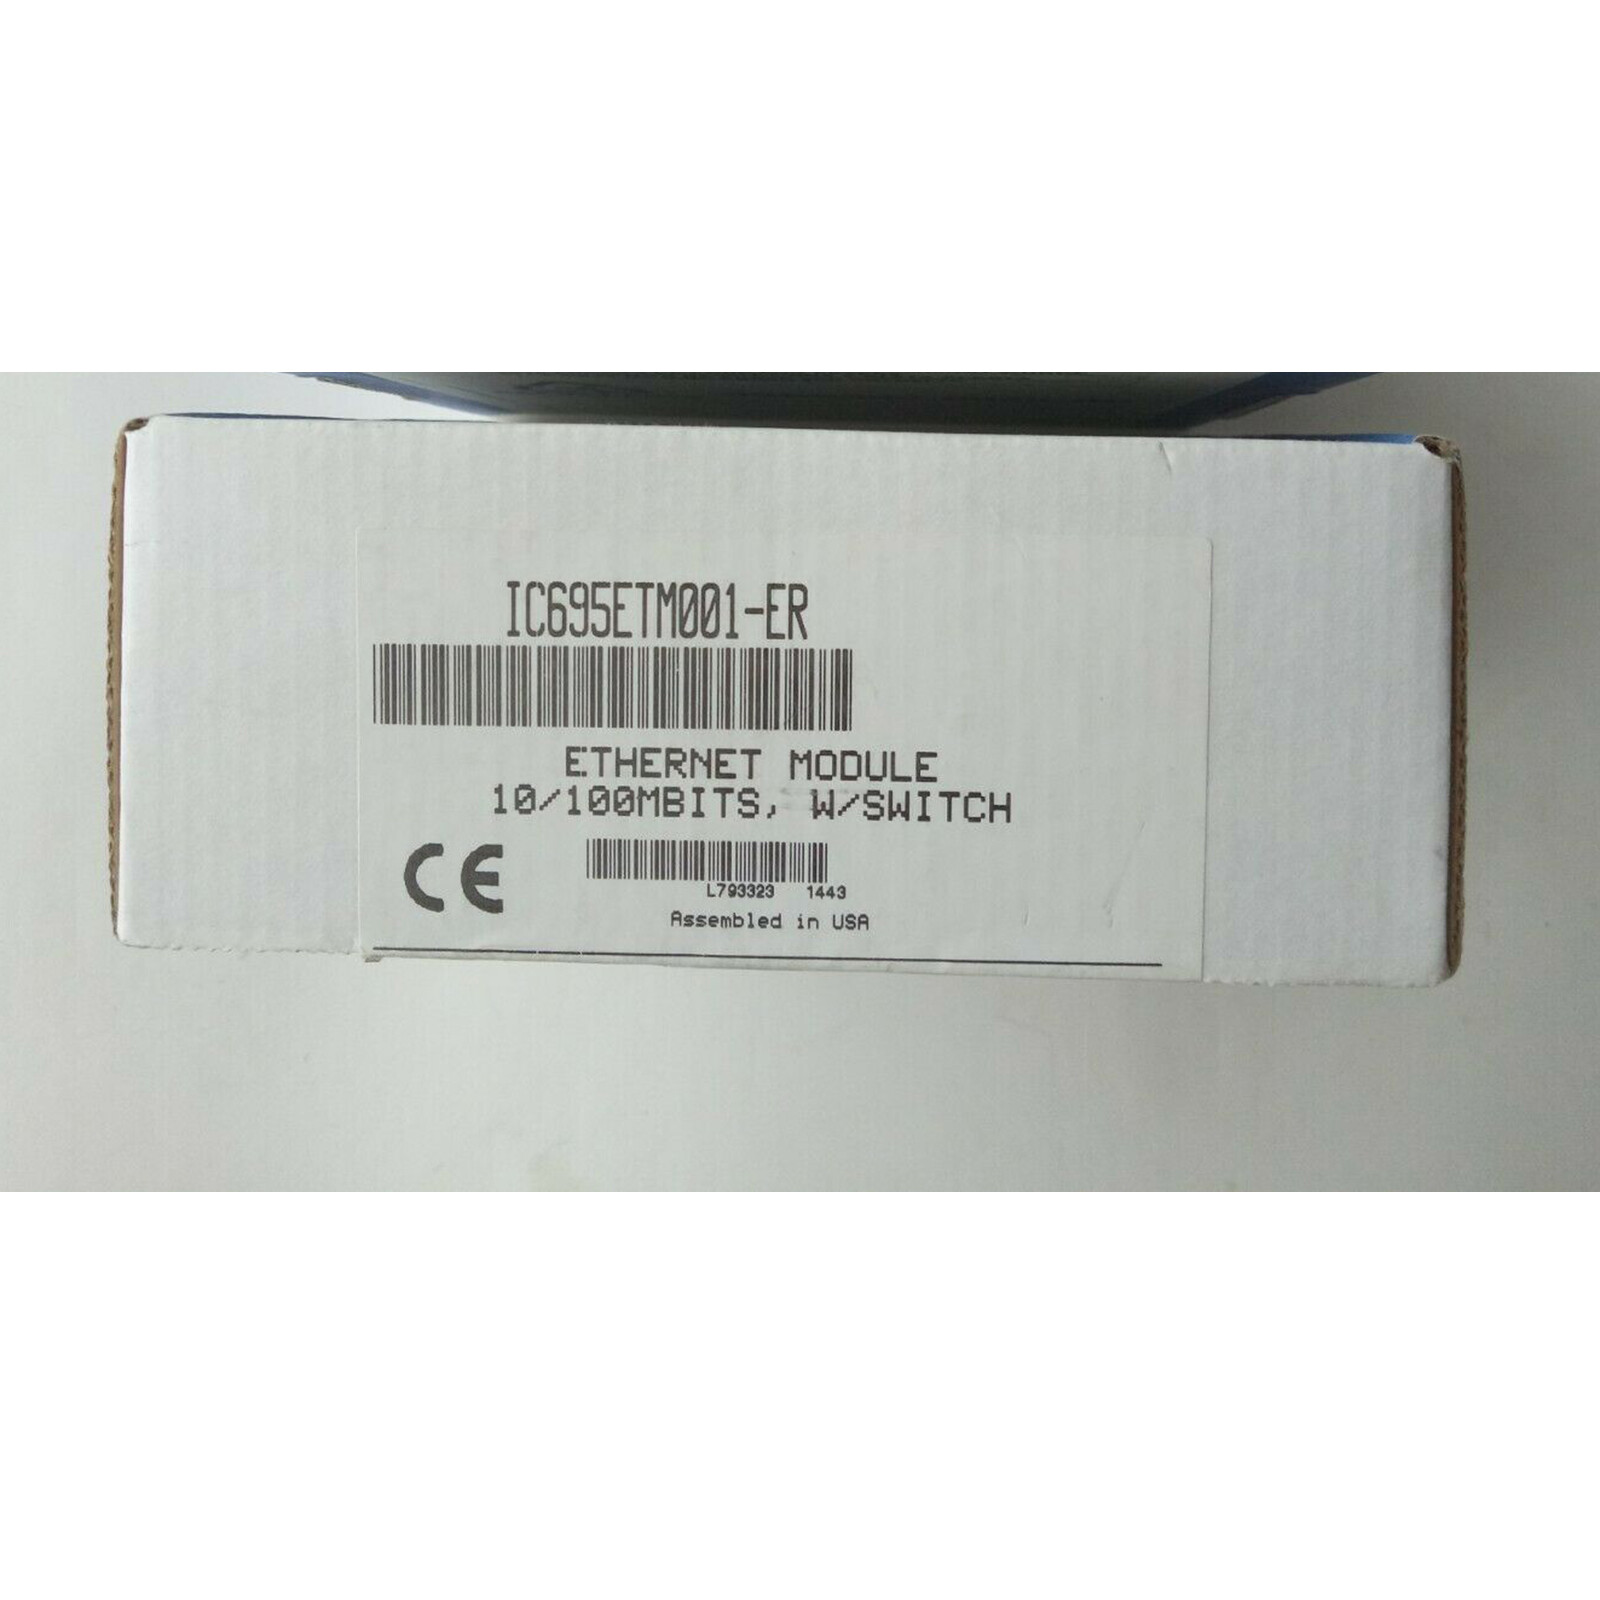 IC695ETM001-ER
ETHERNET MODULE
10/100MBITS, W/SWITCH
CE
L793323 1443
Assembled in USA